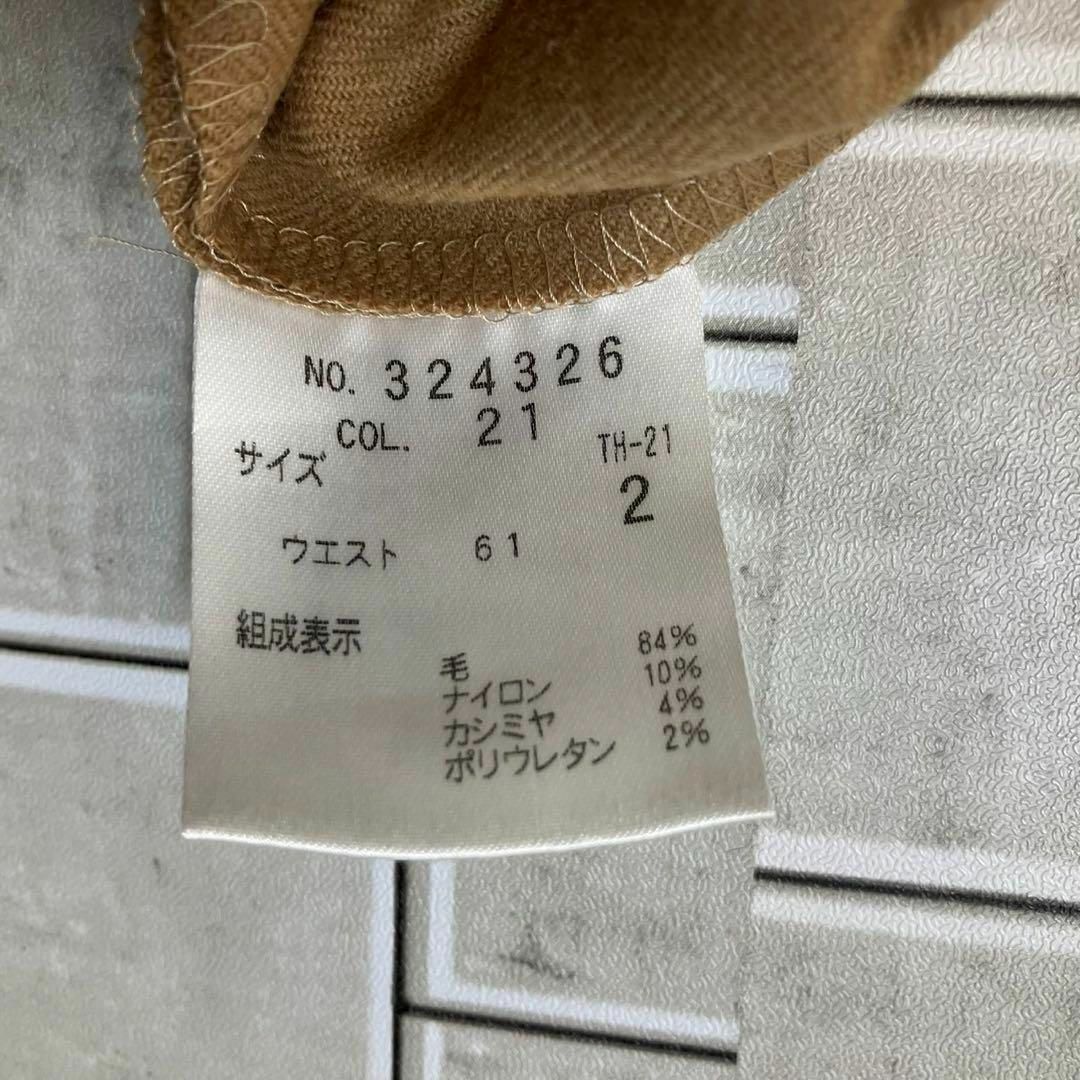 NO. 324326
COL. 21
サイズ TH-21
2
ウエスト 61
組成表示
毛 84%
ナイロン 10%
カシミヤ 4%
ポリウレタン 2%